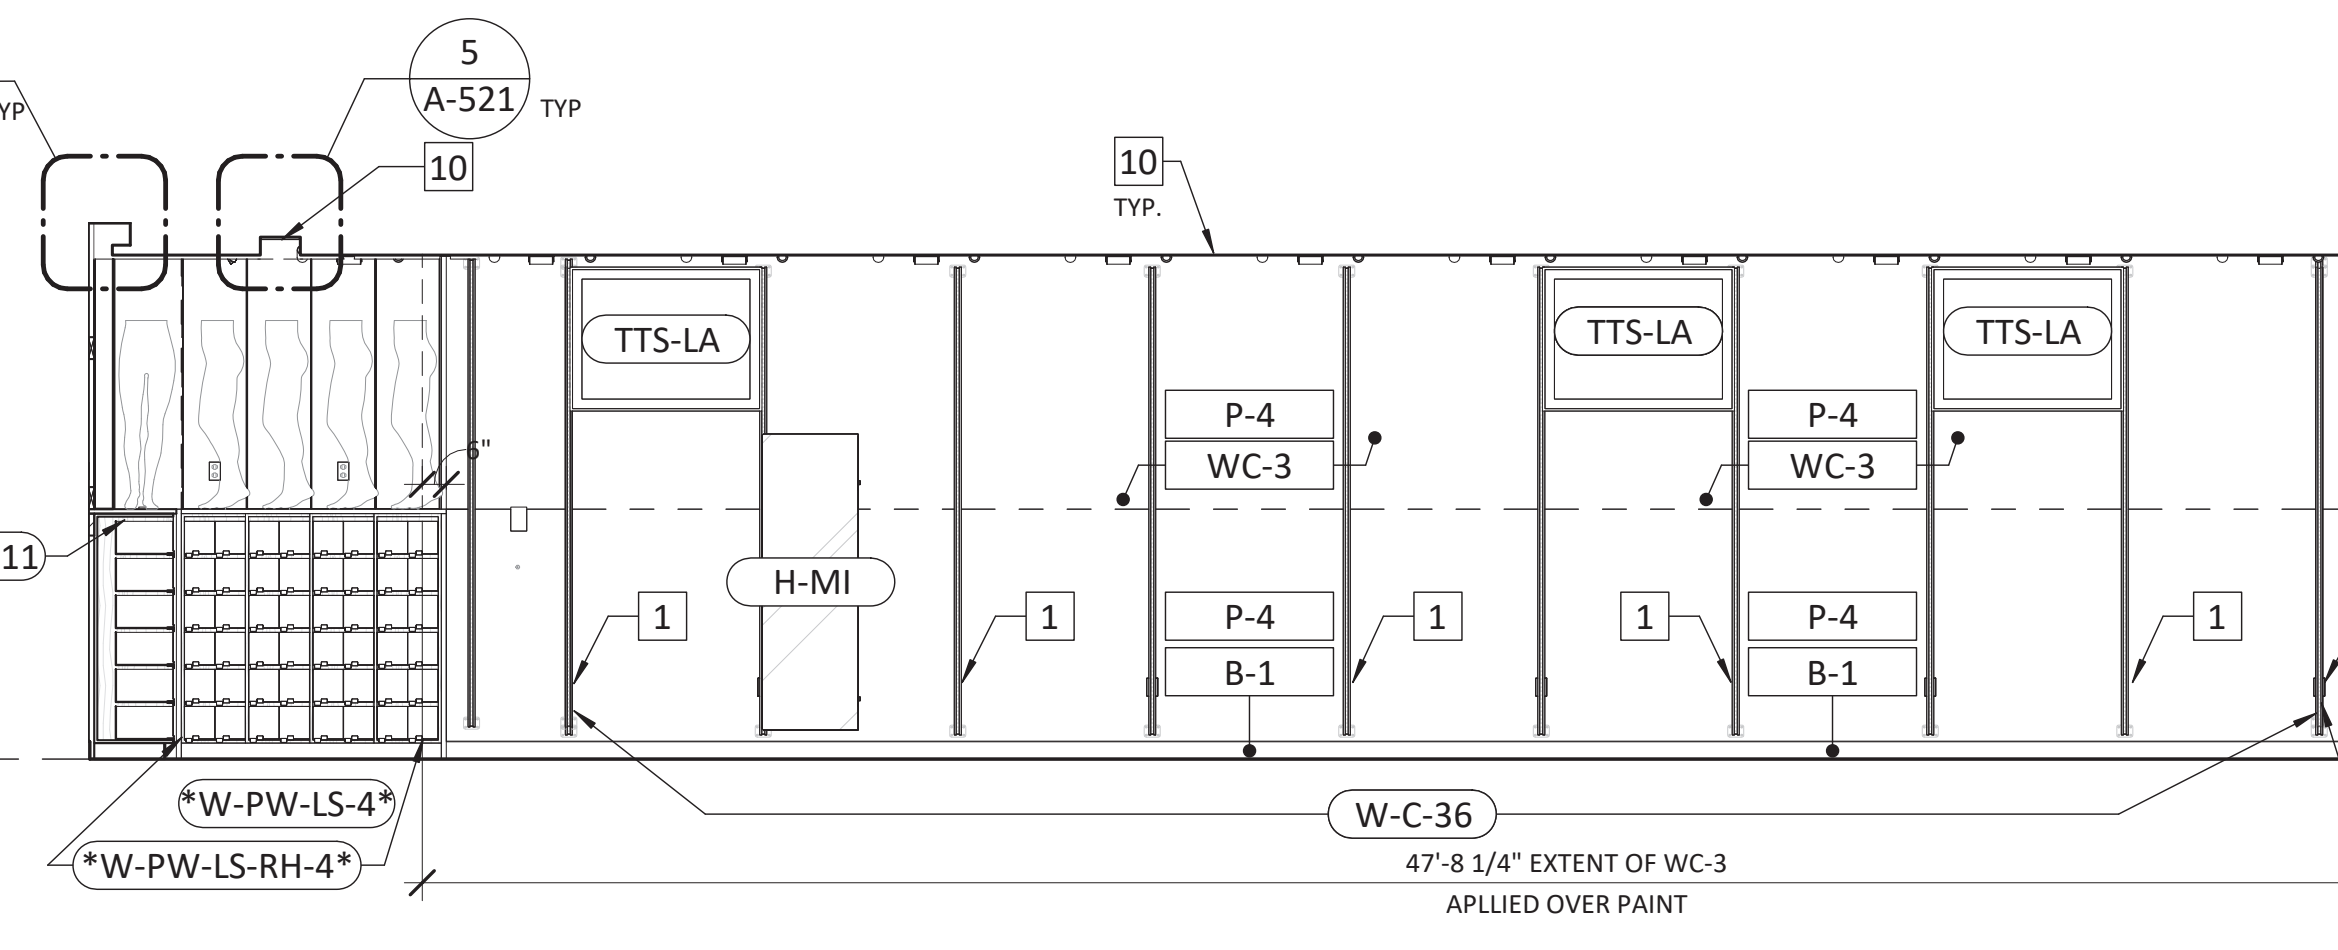 5
A-521
TYP
YP
10
10
TYP.
TTS-LA
TTS-LA
TTS-LA
P-4
P-4
WC-3
WC-3
6"
11
H-MI
1
1
P-4
1
1
P-4
1
B-1
B-1
*W-PW-LS-4*
W-C-36
*W-PW-LS-RH-4*
47'-8 1/4" EXTENT OF WC-3
APLLIED OVER PAINT